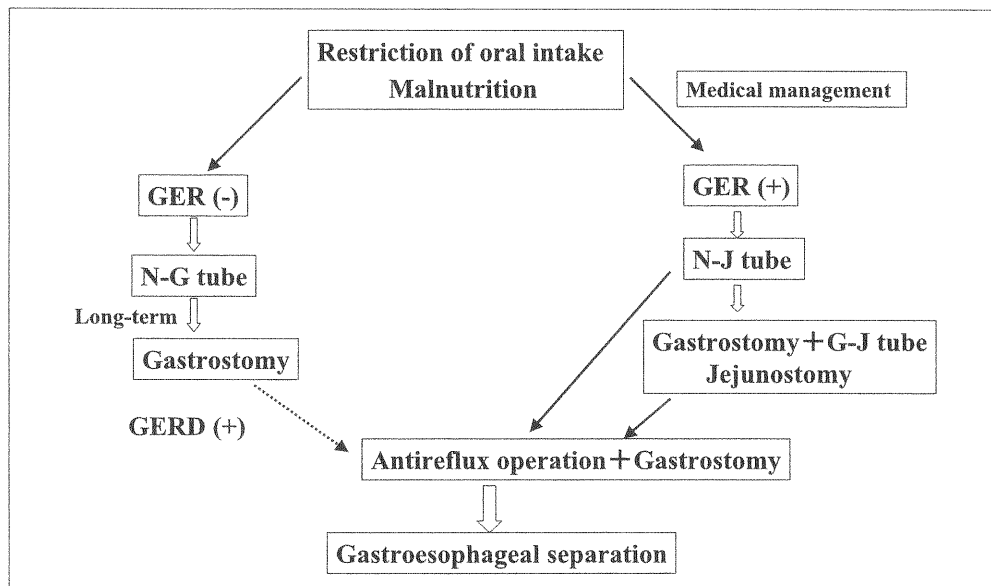 Restriction of oral intake
Malnutrition
Medical management
GER (-)
GER (+)
N-G tube
N-J tube
Long-term
Gastrostomy
Gastrostomy+G-J tube
Jejunostomy
GERD (+)
Antireflux operation+Gastrostomy
Gastroesophageal separation